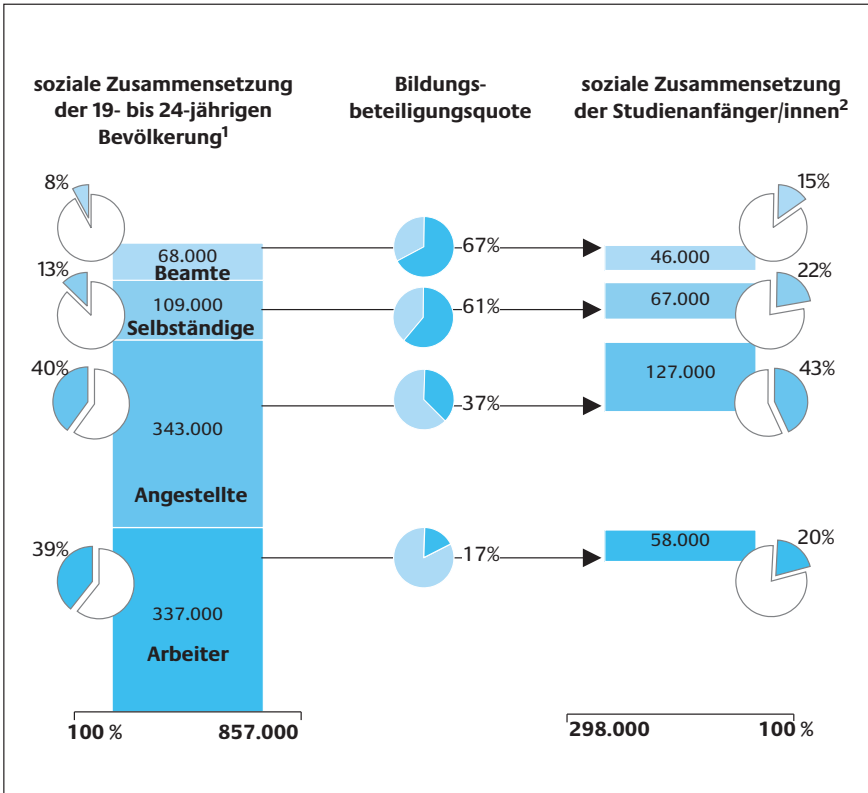 soziale Zusammensetzung
der 19- bis 24-jährigen
Bevölkerung¹
Bildungs-
beteiligungsquote
soziale Zusammensetzung
der Studienanfänger/innen²
8%
68.000
Beamte
67%
46.000
15%
13%
109.000
Selbständige
61%
67.000
22%
40%
343.000
Angestellte
37%
127.000
43%
39%
337.000
Arbeiter
17%
58.000
20%
100 %
857.000
298.000
100 %